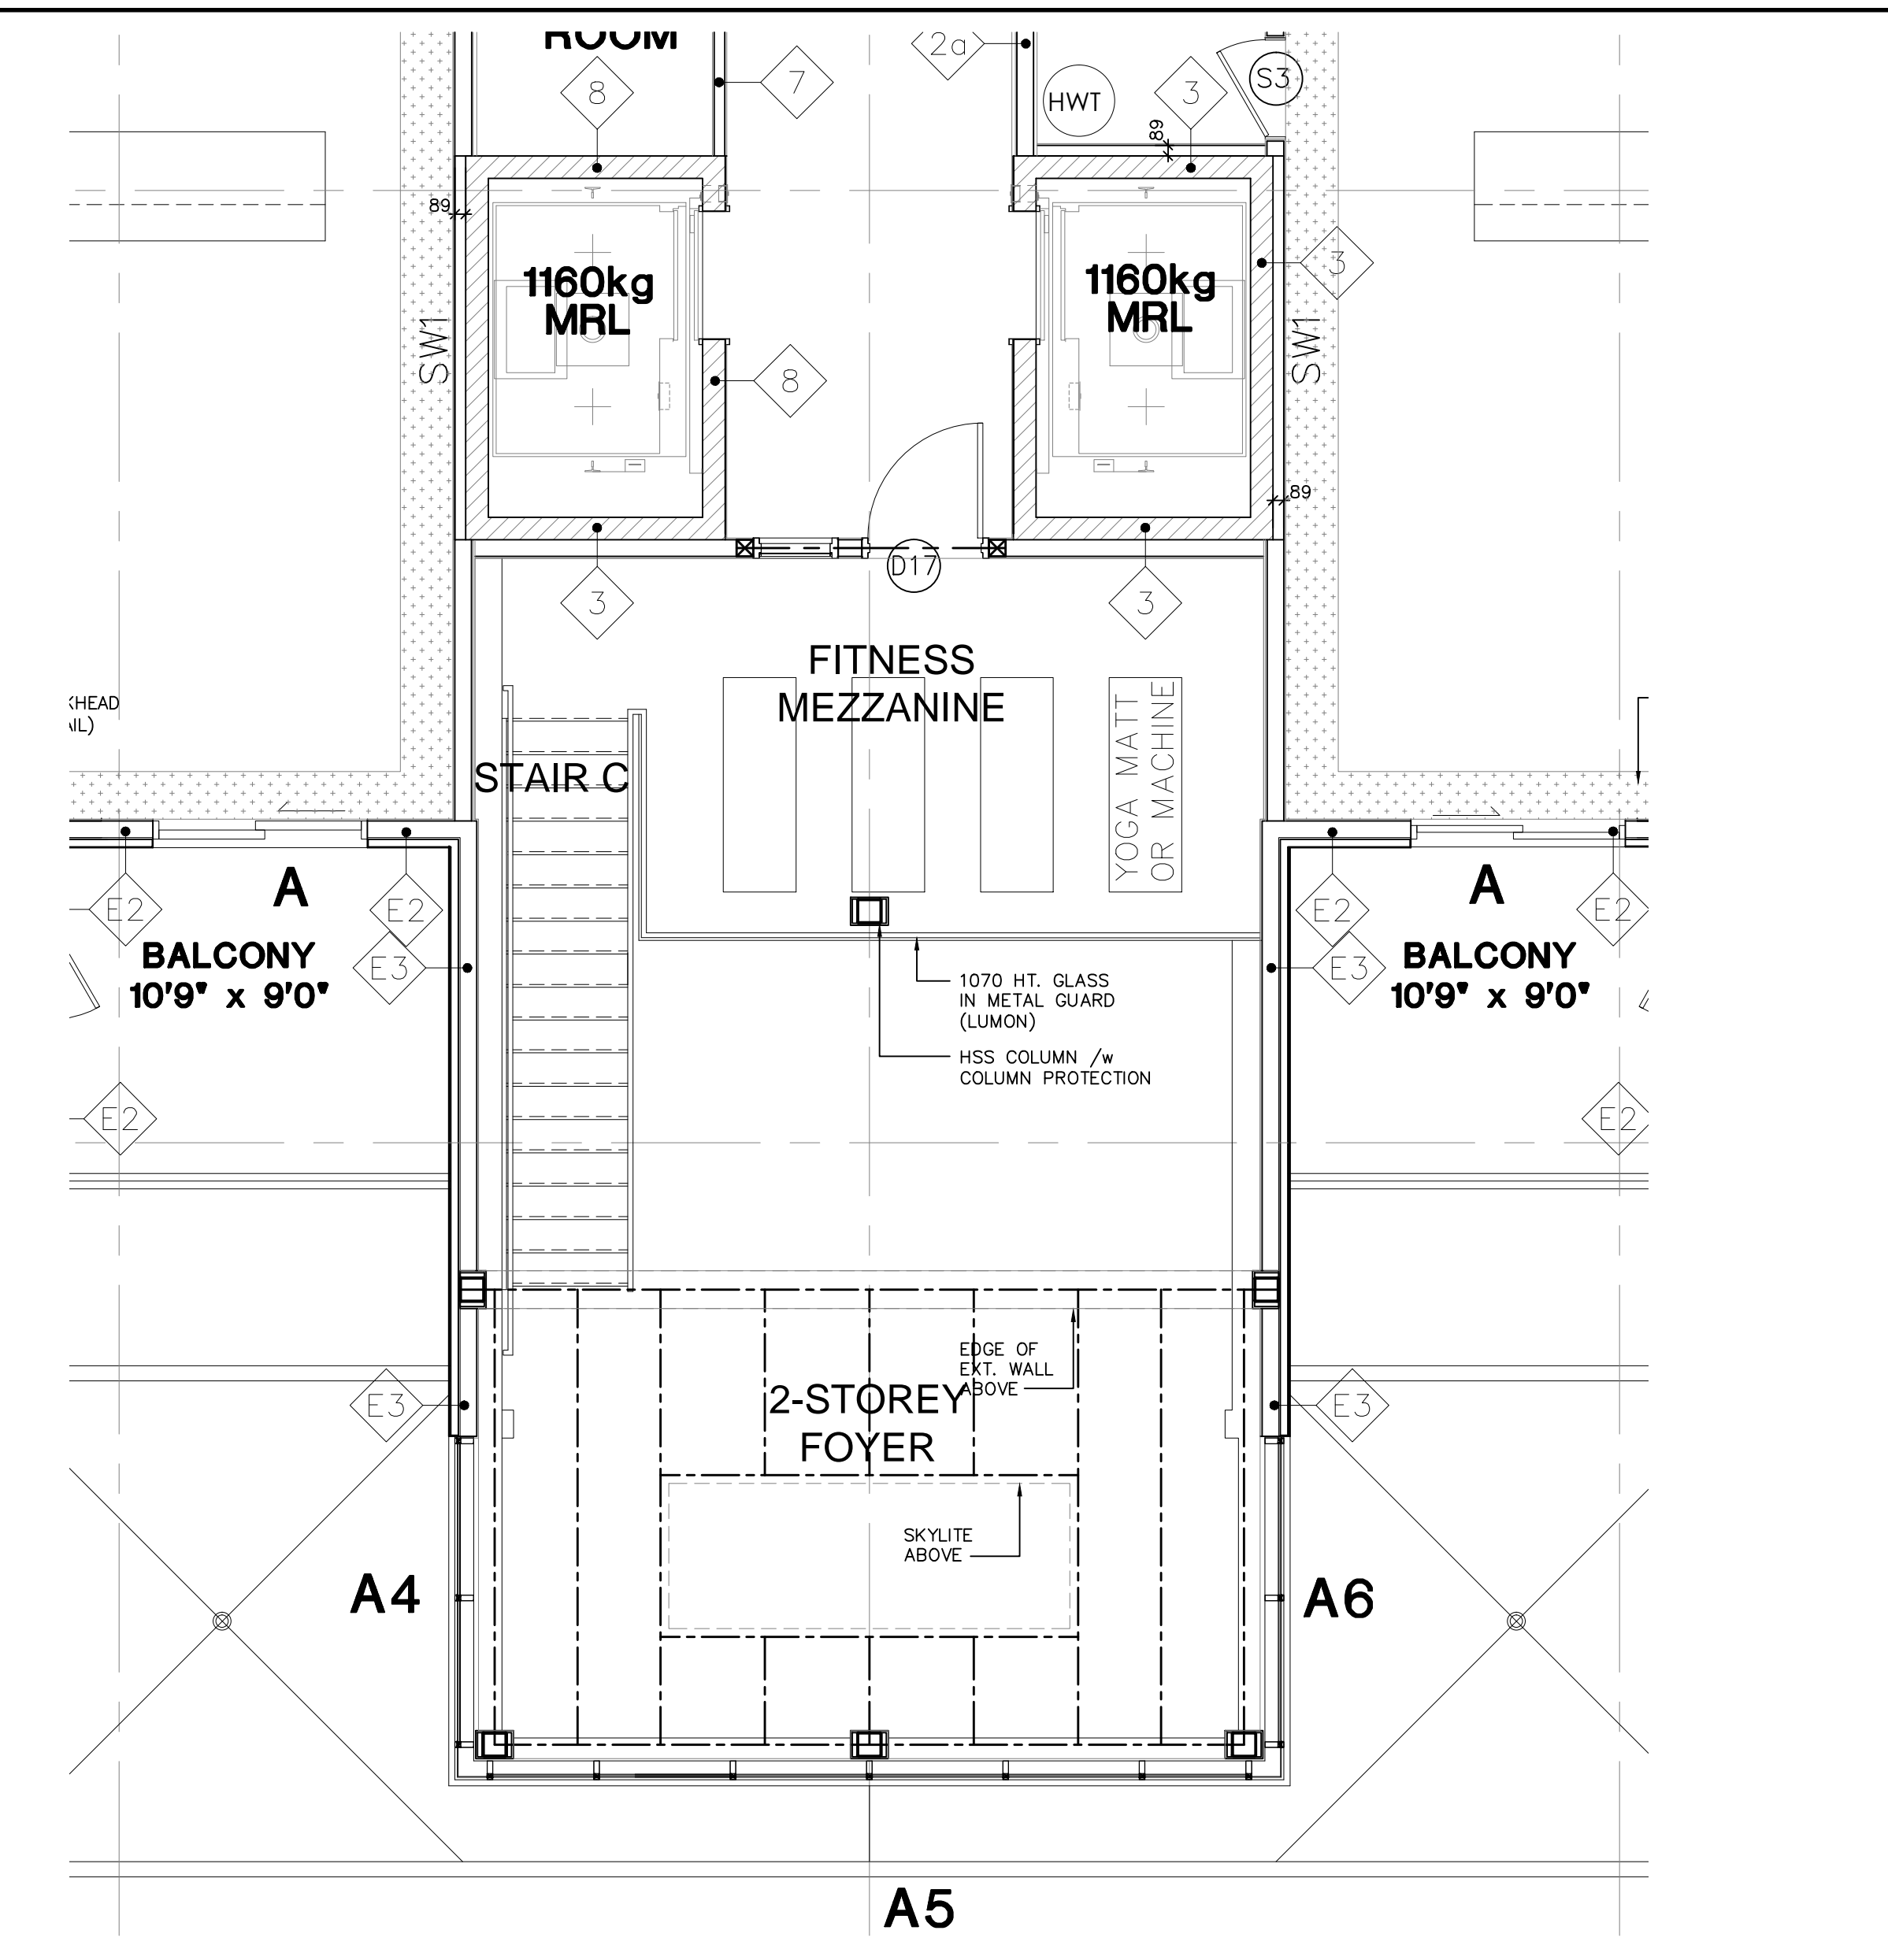 ROOM
2a
7
8
HWT
3
S3
89
89
3
1160kg
MRL
1160kg
MRL
SW1
SW1
8
89
D17
3
3
FITNESS
MEZZANINE
YOGA MATT
OR MACHINE
KHEAD
AIL)
STAIR C
A
A
E2
E2
E2
E2
BALCONY
10'9" x 9'0"
E3
E3
BALCONY
10'9" x 9'0"
1070 HT. GLASS
IN METAL GUARD
(LUMON)
HSS COLUMN /w
COLUMN PROTECTION
E2
E2
EDGE OF
EXT. WALL
ABOVE
2-STOREY
FOYER
E3
E3
SKYLITE
ABOVE
A4
A6
A5